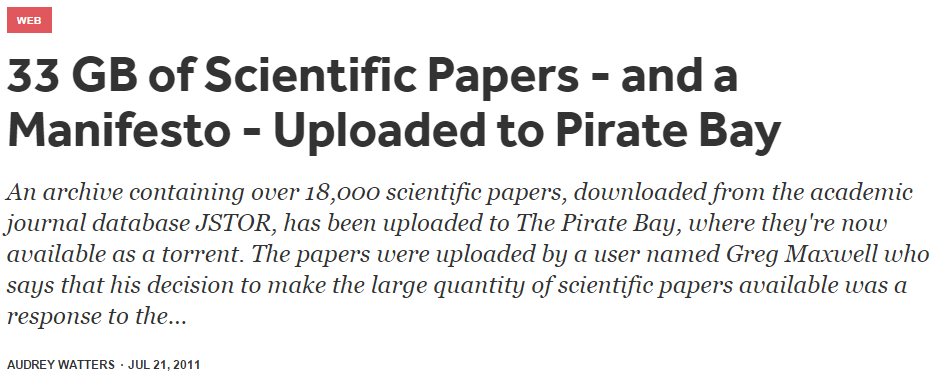 WEB
33 GB of Scientific Papers - and a
Manifesto - Uploaded to Pirate Bay
An archive containing over 18,000 scientific papers, downloaded from the academic
journal database JSTOR, has been uploaded to The Pirate Bay, where they're now
available as a torrent. The papers were uploaded by a user named Greg Maxwell who
says that his decision to make the large quantity of scientific papers available was a
response to the...
AUDREY WATTERS · JUL 21, 2011